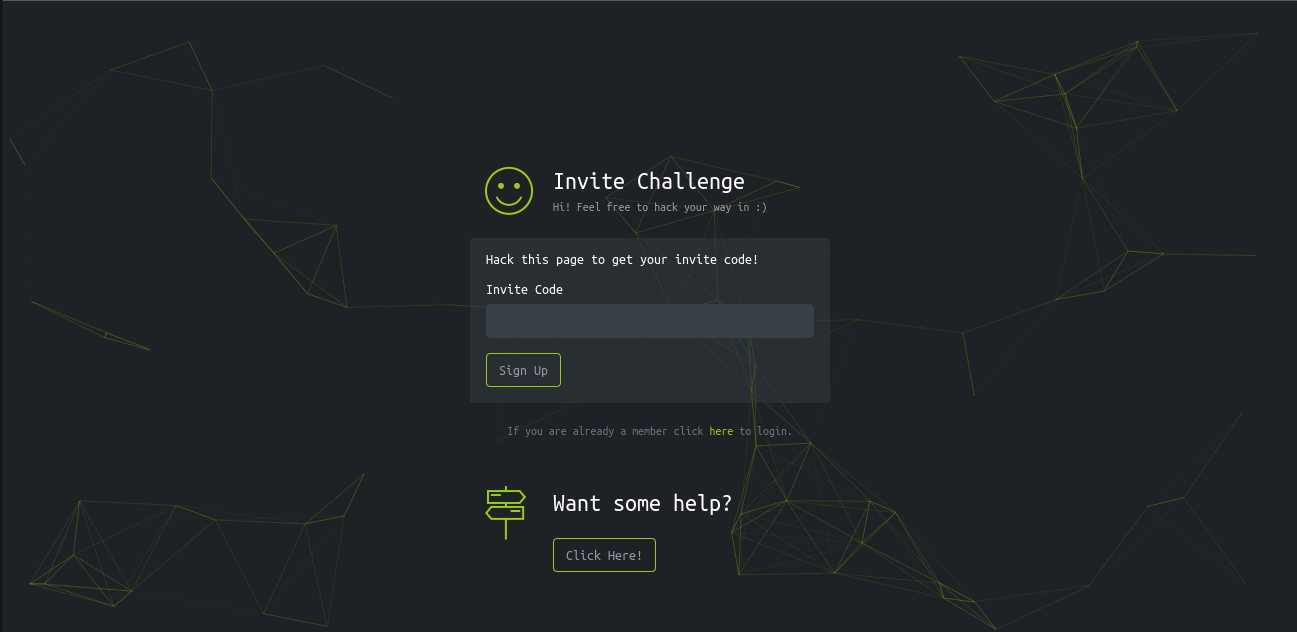 Invite Challenge
Hi! Feel free to hack your way in :)
Hack this page to get your invite code!
Invite Code
Sign Up
If you are already a member click here to login.
Want some help?
Click Here!